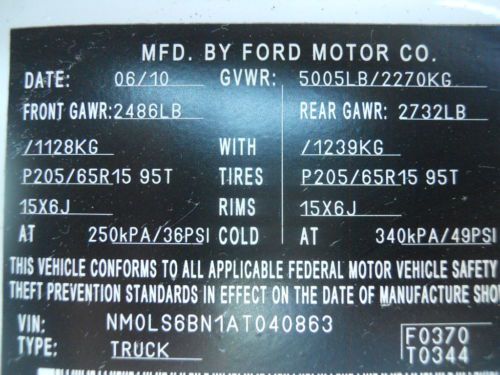 MFD. BY FORD MOTOR CO.
DATE: 06/10 GVWR: 5005LB/2270KG
FRONT GAWR: 2486LB REAR GAWR: 2732LB
/1128KG WITH /1239KG
P205/65R15 95T TIRES P205/65R15 95T
15X6J RIMS 15X6J
AT 250kPA/36PSI COLD AT 340kPA/49PSI
THIS VEHICLE CONFORMS TO ALL APPLICABLE FEDERAL MOTOR VEHICLE SAFETY
THEFT PREVENTION STANDARDS IN EFFECT ON THE DATE OF MANUFACTURE SHO
VIN: NM0LS6BN1AT040863 F0370
TYPE: TRUCK T0344